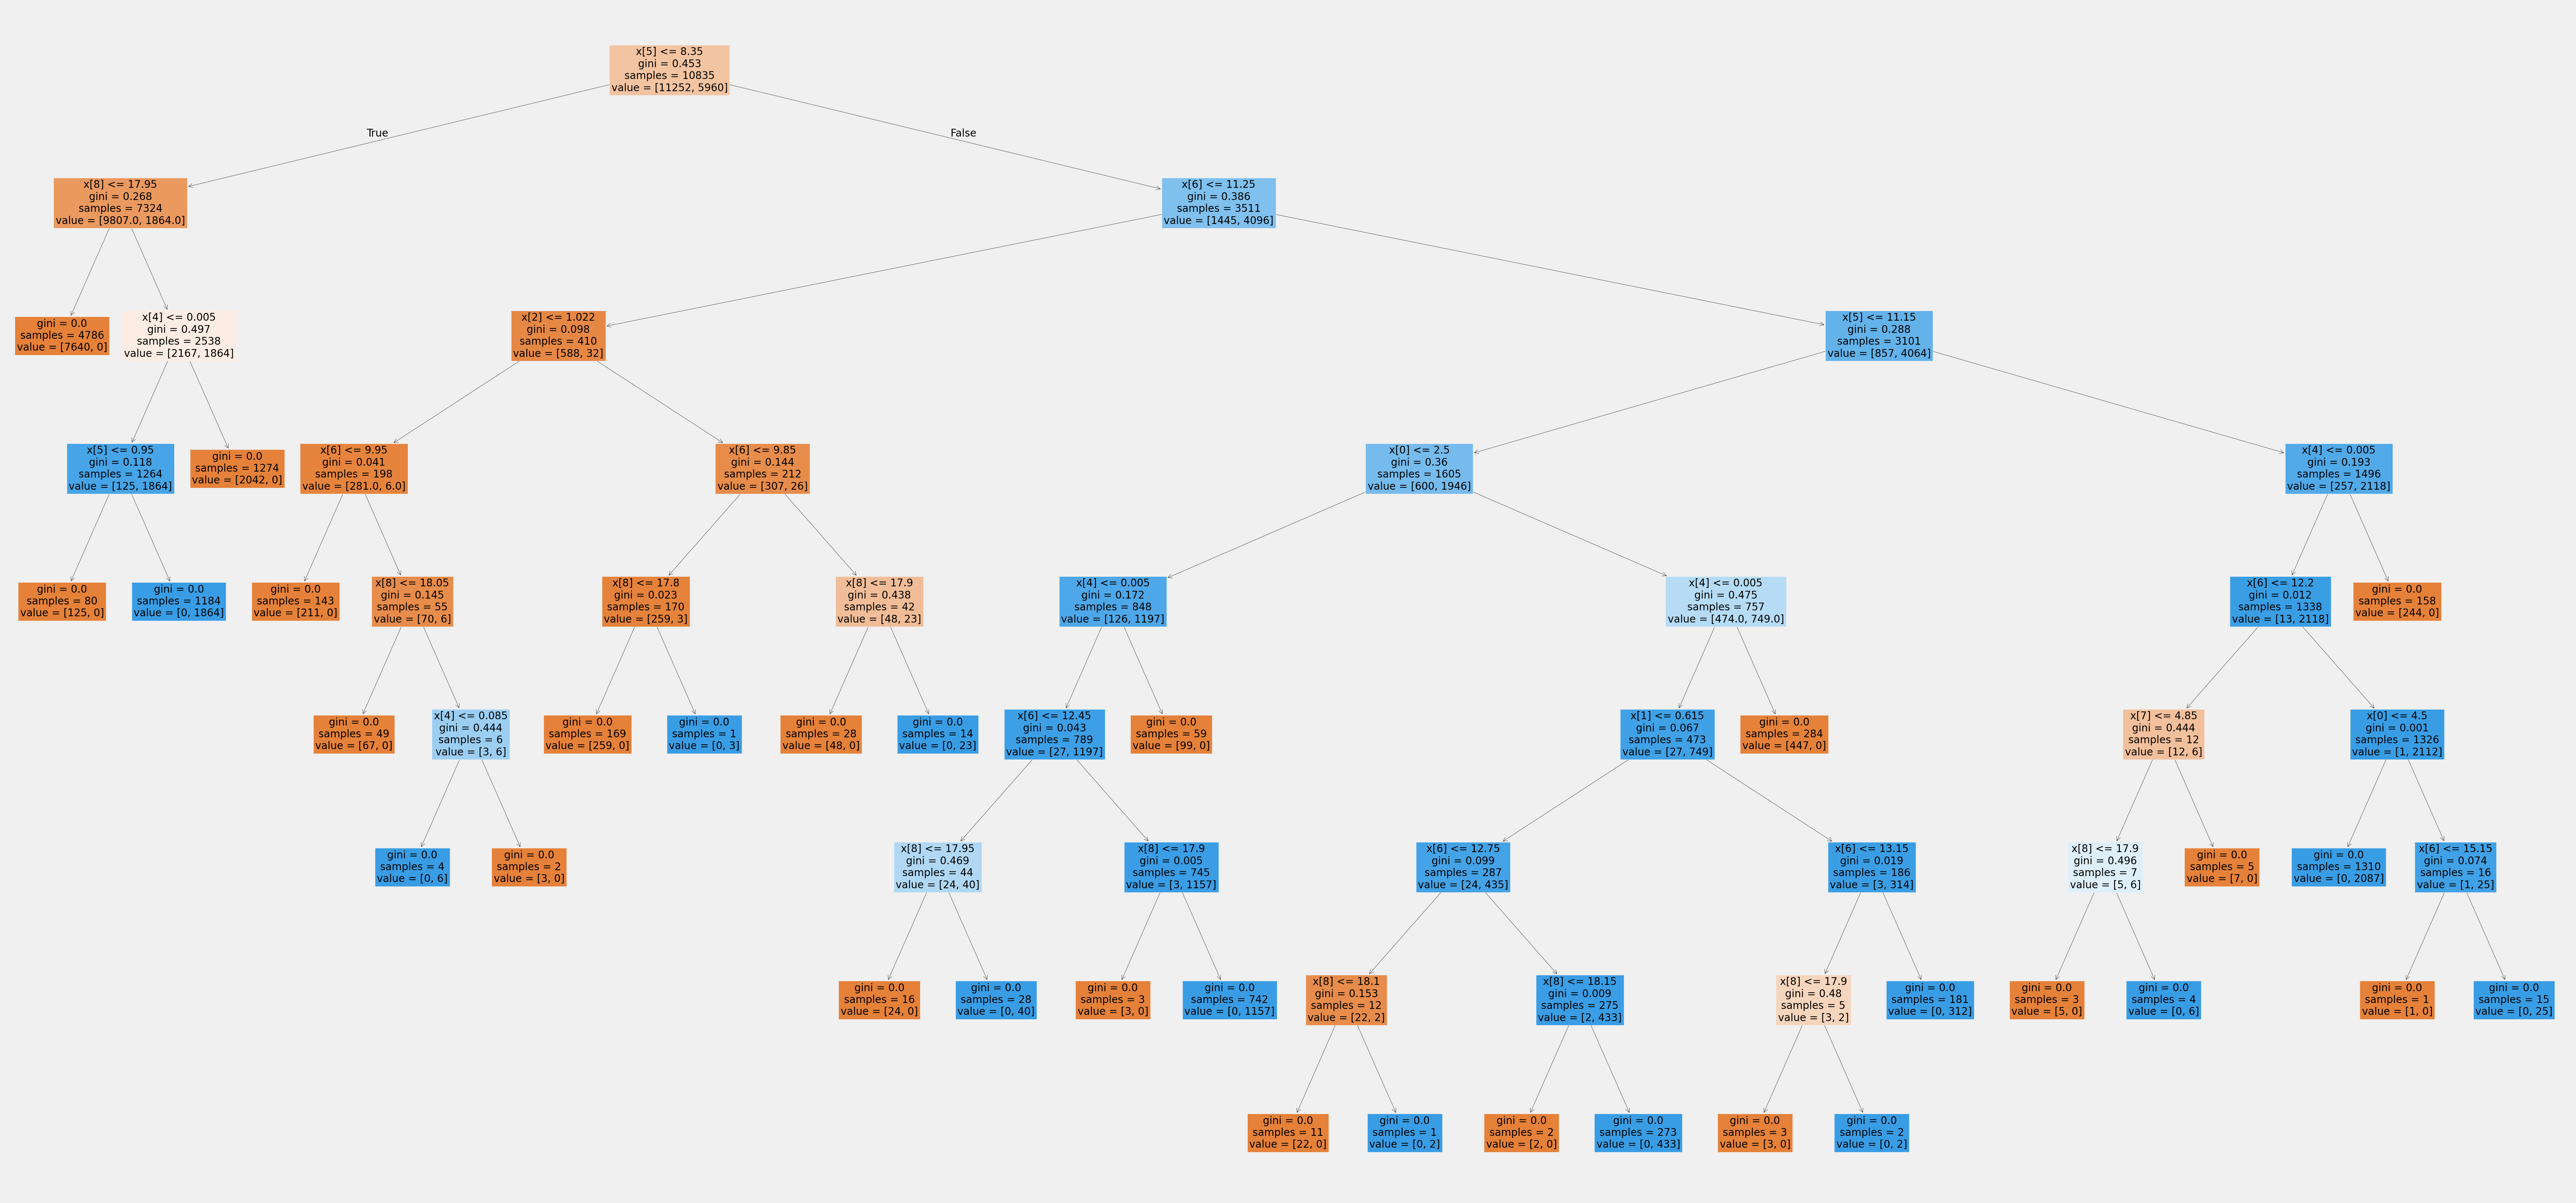 x[5] <= 8.35
gini = 0.453
samples = 10835
value = [11252, 5960]
True
False
x[8] <= 17.95
gini = 0.268
samples = 7324
value = [9807.0, 1864.0]
x[6] <= 11.25
gini = 0.386
samples = 3511
value = [1445, 4096]
gini = 0.0
samples = 4786
value = [7640, 0]
x[4] <= 0.005
gini = 0.497
samples = 2538
value = [2167, 1864]
x[2] <= 1.022
gini = 0.098
samples = 410
value = [588, 32]
x[5] <= 11.15
gini = 0.288
samples = 3101
value = [857, 4064]
x[5] <= 0.95
gini = 0.118
samples = 1264
value = [125, 1864]
gini = 0.0
samples = 1274
value = [2042, 0]
x[6] <= 9.95
gini = 0.041
samples = 198
value = [281.0, 6.0]
x[6] <= 9.85
gini = 0.144
samples = 212
value = [307, 26]
x[0] <= 2.5
gini = 0.36
samples = 1605
value = [600, 1946]
x[4] <= 0.005
gini = 0.193
samples = 1496
value = [257, 2118]
gini = 0.0
samples = 80
value = [125, 0]
gini = 0.0
samples = 1184
value = [0, 1864]
gini = 0.0
samples = 143
value = [211, 0]
x[8] <= 18.05
gini = 0.145
samples = 55
value = [70, 6]
x[8] <= 17.8
gini = 0.023
samples = 170
value = [259, 3]
x[8] <= 17.9
gini = 0.438
samples = 42
value = [48, 23]
x[4] <= 0.005
gini = 0.172
samples = 848
value = [126, 1197]
x[4] <= 0.005
gini = 0.475
samples = 757
value = [474.0, 749.0]
x[6] <= 12.2
gini = 0.012
samples = 1338
value = [13, 2118]
gini = 0.0
samples = 158
value = [244, 0]
gini = 0.0
samples = 49
value = [67, 0]
x[4] <= 0.085
gini = 0.444
samples = 6
value = [3, 6]
gini = 0.0
samples = 169
value = [259, 0]
gini = 0.0
samples = 1
value = [0, 3]
gini = 0.0
samples = 28
value = [48, 0]
gini = 0.0
samples = 14
value = [0, 23]
x[6] <= 12.45
gini = 0.043
samples = 789
value = [27, 1197]
gini = 0.0
samples = 59
value = [99, 0]
x[1] <= 0.615
gini = 0.067
samples = 473
value = [27, 749]
gini = 0.0
samples = 284
value = [447, 0]
x[7] <= 4.85
gini = 0.444
samples = 12
value = [12, 6]
x[0] <= 4.5
gini = 0.001
samples = 1326
value = [1, 2112]
gini = 0.0
samples = 4
value = [0, 6]
gini = 0.0
samples = 2
value = [3, 0]
x[8] <= 17.95
gini = 0.469
samples = 44
value = [24, 40]
x[8] <= 17.9
gini = 0.005
samples = 745
value = [3, 1157]
x[6] <= 12.75
gini = 0.099
samples = 287
value = [24, 435]
x[6] <= 13.15
gini = 0.019
samples = 186
value = [3, 314]
x[8] <= 17.9
gini = 0.496
samples = 7
value = [5, 6]
gini = 0.0
samples = 5
value = [7, 0]
gini = 0.0
samples = 1310
value = [0, 2087]
x[6] <= 15.15
gini = 0.074
samples = 16
value = [1, 25]
gini = 0.0
samples = 16
value = [24, 0]
gini = 0.0
samples = 28
value = [0, 40]
gini = 0.0
samples = 3
value = [3, 0]
gini = 0.0
samples = 742
value = [0, 1157]
x[8] <= 18.1
gini = 0.153
samples = 12
value = [22, 2]
x[8] <= 18.15
gini = 0.009
samples = 275
value = [2, 433]
x[8] <= 17.9
gini = 0.48
samples = 5
value = [3, 2]
gini = 0.0
samples = 181
value = [0, 312]
gini = 0.0
samples = 3
value = [5, 0]
gini = 0.0
samples = 4
value = [0, 6]
gini = 0.0
samples = 1
value = [1, 0]
gini = 0.0
samples = 15
value = [0, 25]
gini = 0.0
samples = 11
value = [22, 0]
gini = 0.0
samples = 1
value = [0, 2]
gini = 0.0
samples = 2
value = [2, 0]
gini = 0.0
samples = 273
value = [0, 433]
gini = 0.0
samples = 3
value = [3, 0]
gini = 0.0
samples = 2
value = [0, 2]